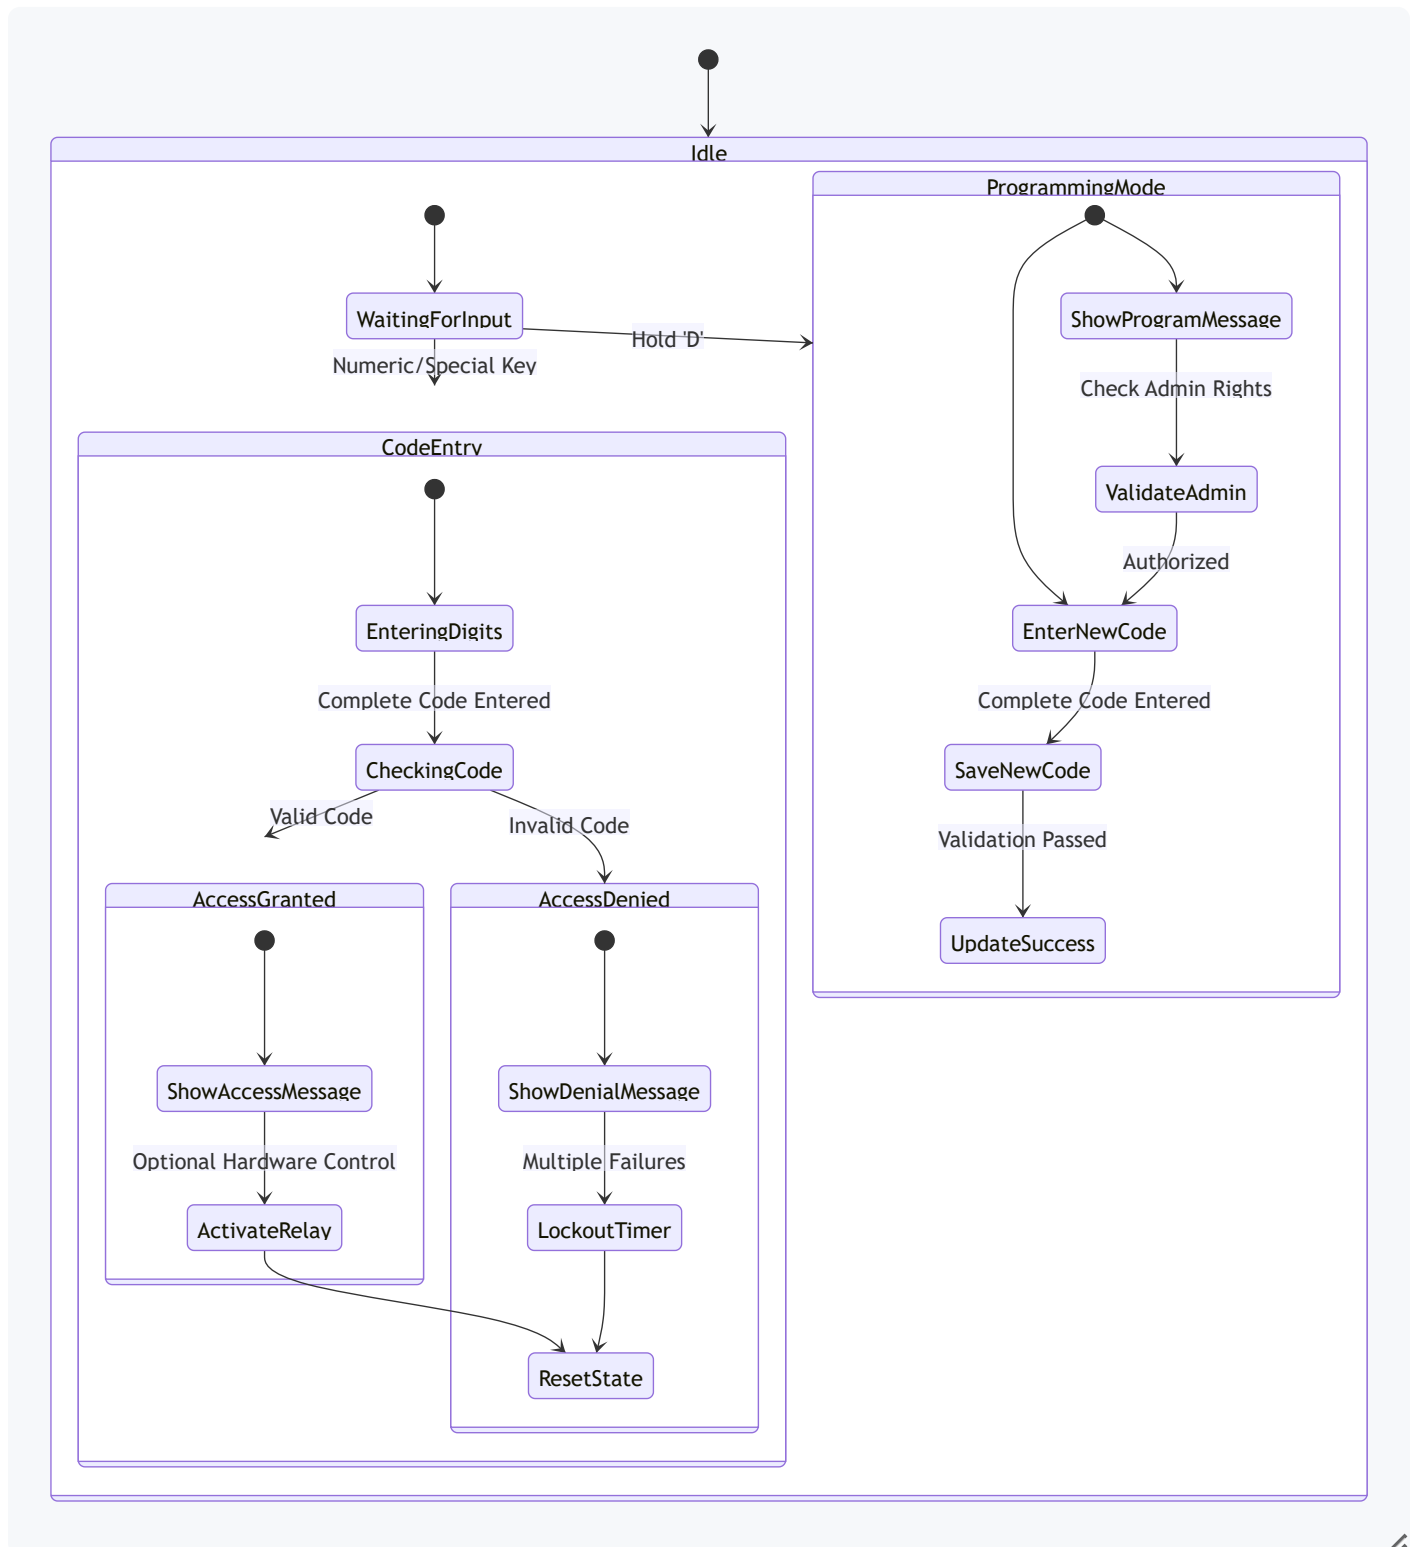 Idle
ProgrammingMode
WaitingForInput
Hold 'D'
Numeric/Special Key
ShowProgramMessage
Check Admin Rights
ValidateAdmin
Authorized
EnterNewCode
Complete Code Entered
SaveNewCode
Validation Passed
UpdateSuccess
CodeEntry
EnteringDigits
Complete Code Entered
CheckingCode
Valid Code
Invalid Code
AccessGranted
ShowAccessMessage
Optional Hardware Control
ActivateRelay
AccessDenied
ShowDenialMessage
Multiple Failures
LockoutTimer
ResetState